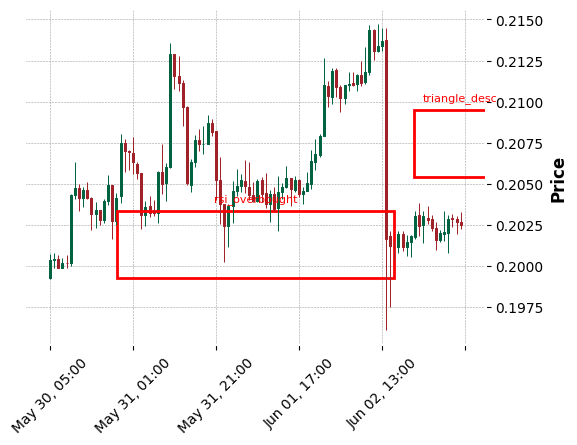 0.2150
0.2125
triangle_desc
0.2100
0.2075
Price
0.2050
rsi_overbought
0.2025
0.2000
0.1975
May 30, 05:00
May 31, 01:00
May 31, 21:00
Jun 01, 17:00
Jun 02, 13:00